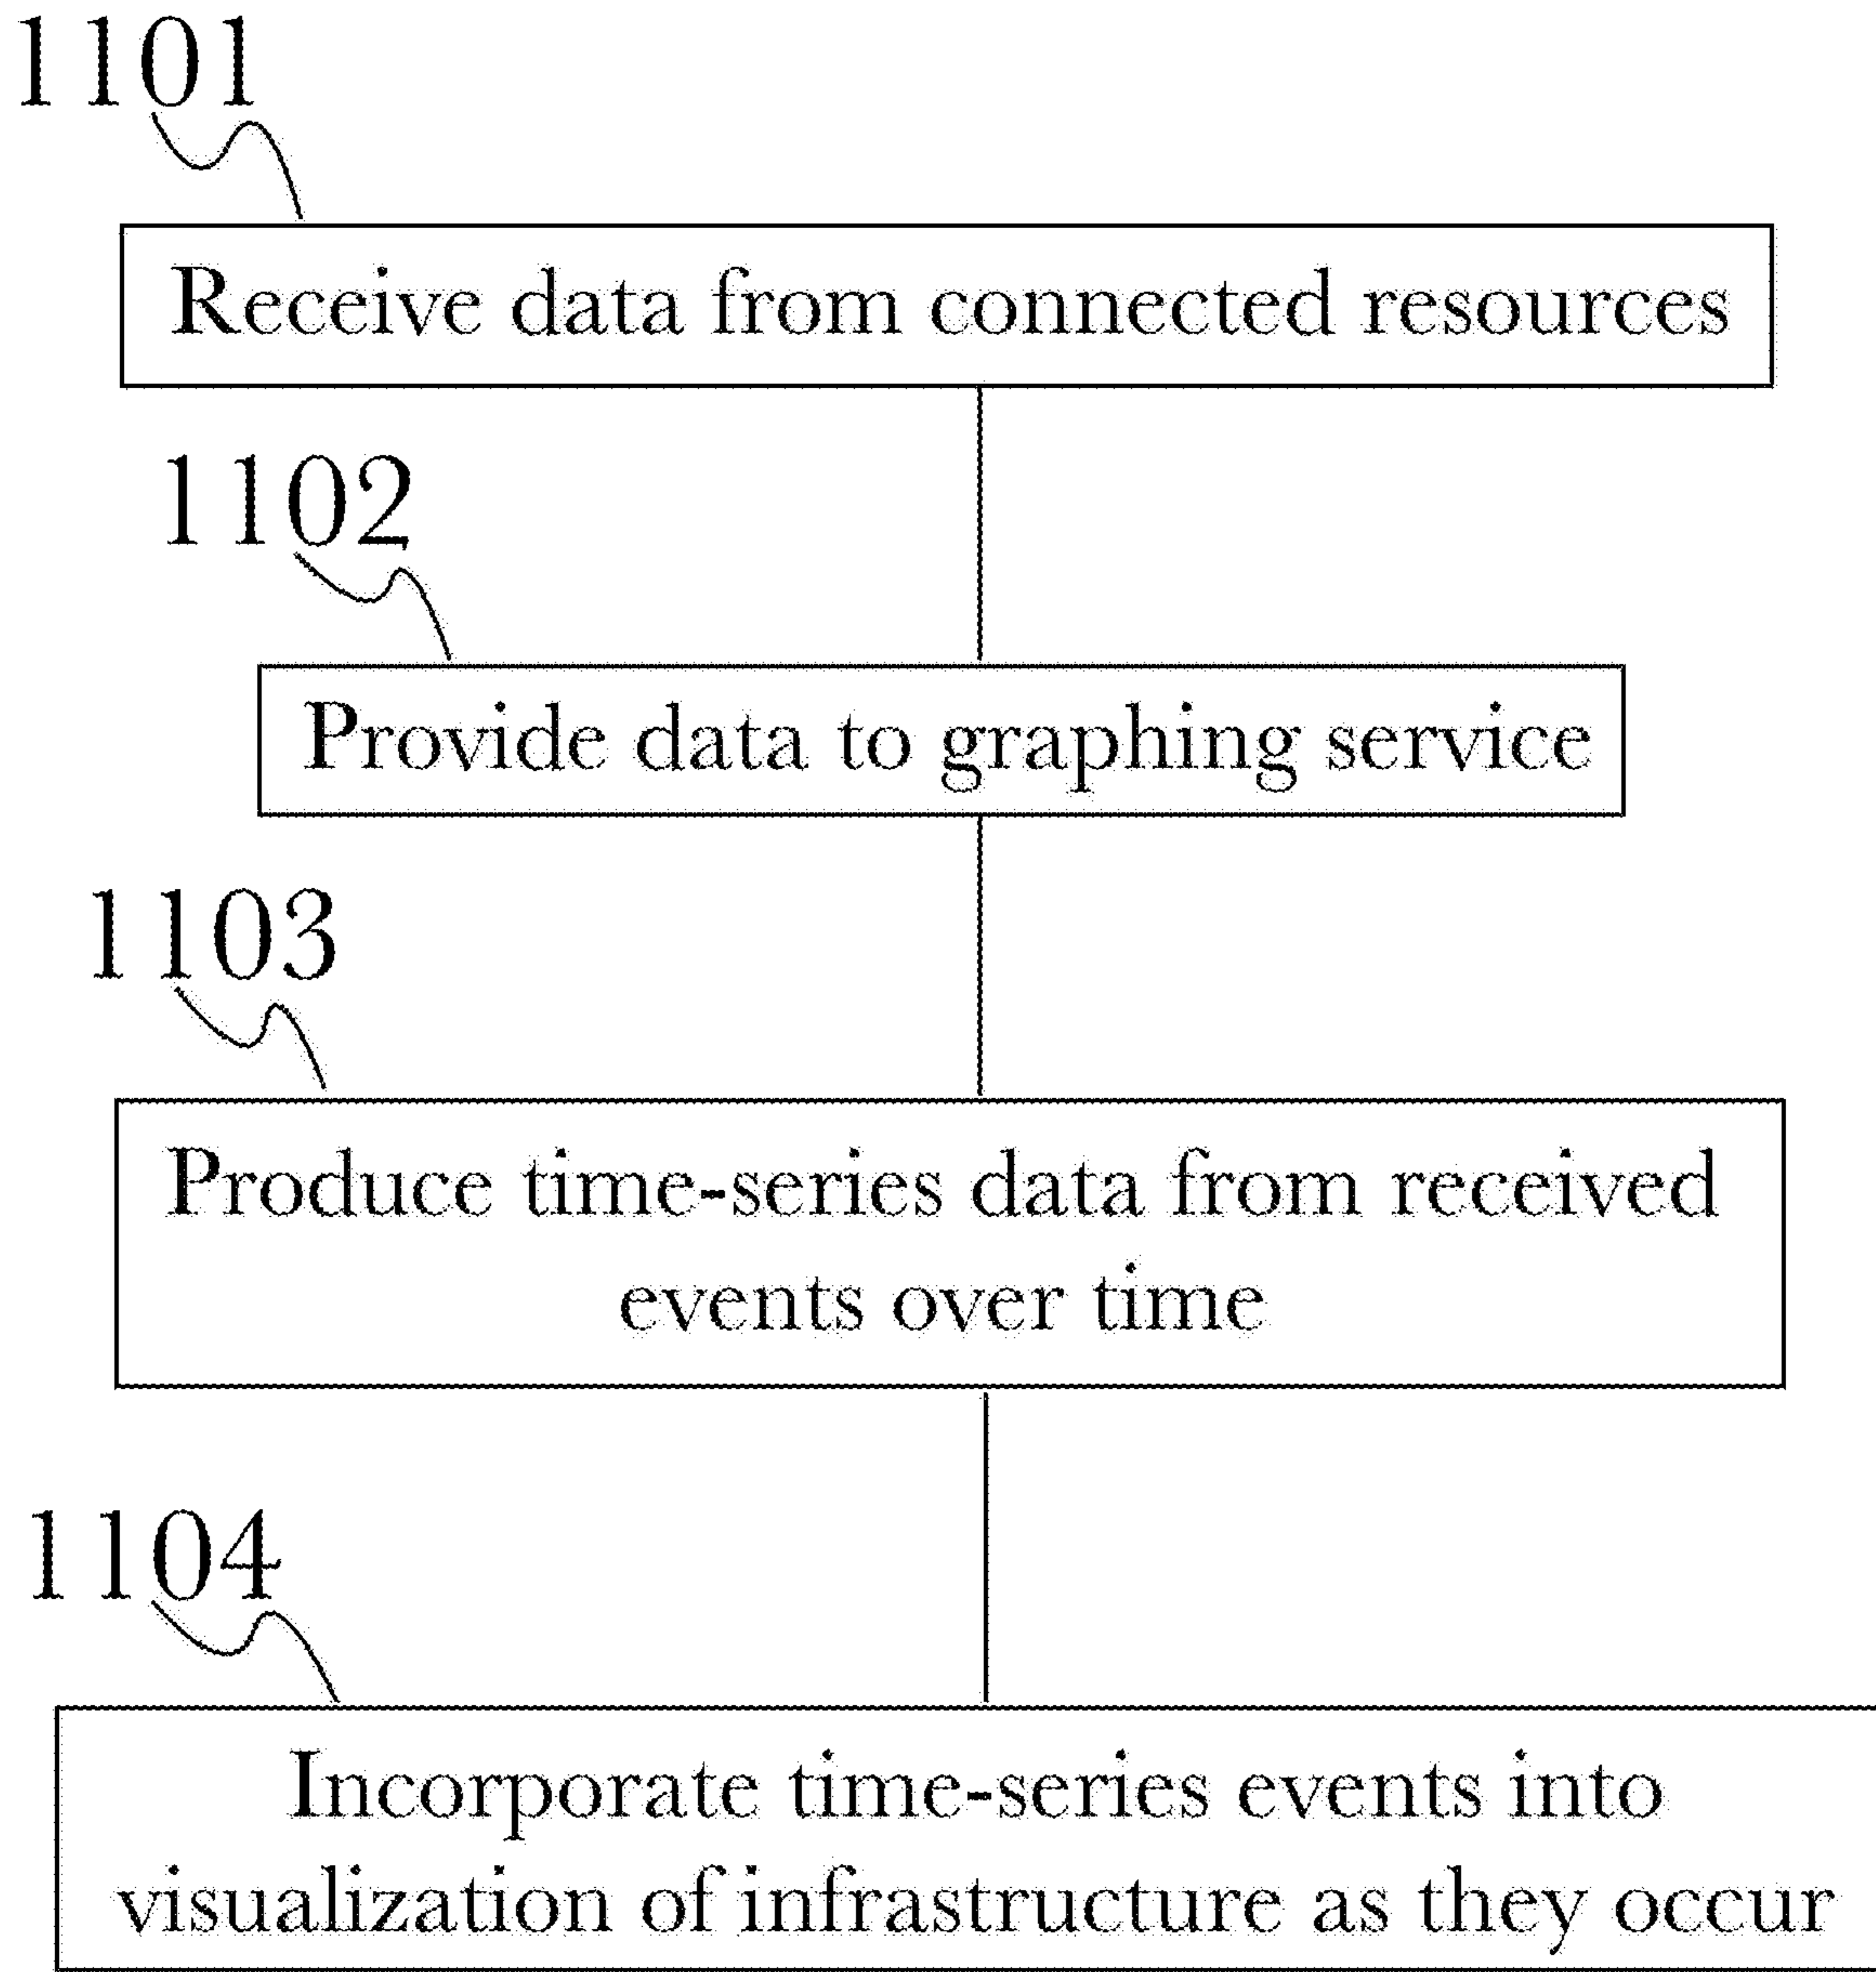 1101
Receive data from connected resources
1102
Provide data to graphing service
1103
Produce time-series data from received
events over time
1104
Incorporate time-series events into
visualization of infrastructure as they occur